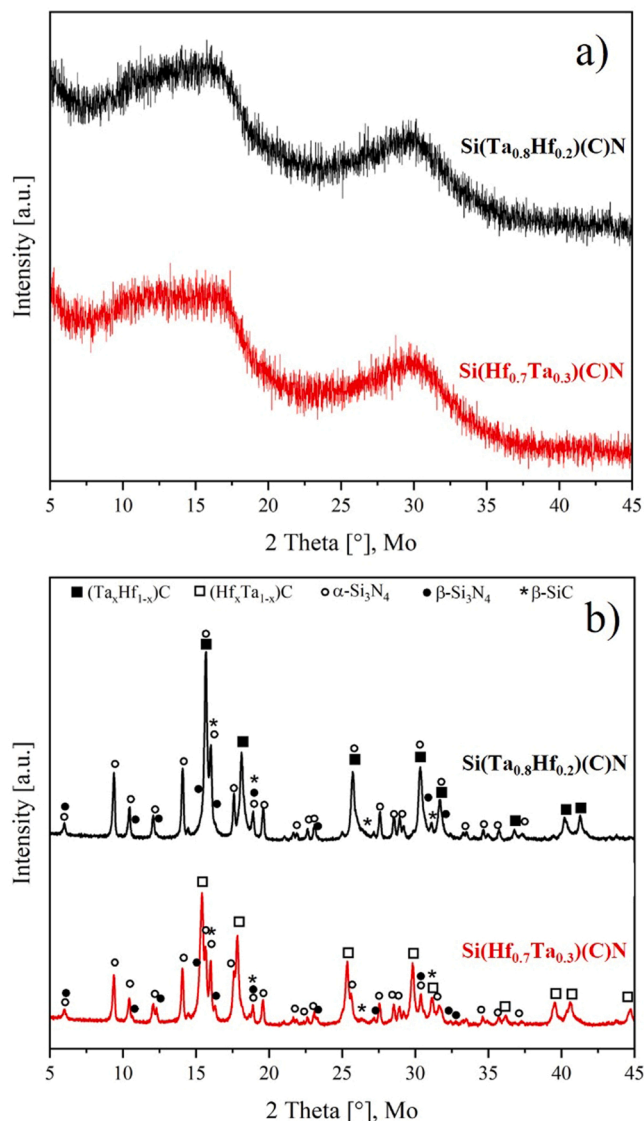 a)
Si(Ta0.8Hf0.2)(C)N
Si(Hf0.7Ta0.3)(C)N
Intensity [a.u.]
5 10 15 20 25 30 35 40 45
2 Theta [°], Mo
■ (TaxHf1-x)C □ (HfxTa1-x)C ○ α-Si3N4 ● β-Si3N4 * β-SiC
b)
Si(Ta0.8Hf0.2)(C)N
Si(Hf0.7Ta0.3)(C)N
Intensity [a.u.]
5 10 15 20 25 30 35 40 45
2 Theta [°], Mo